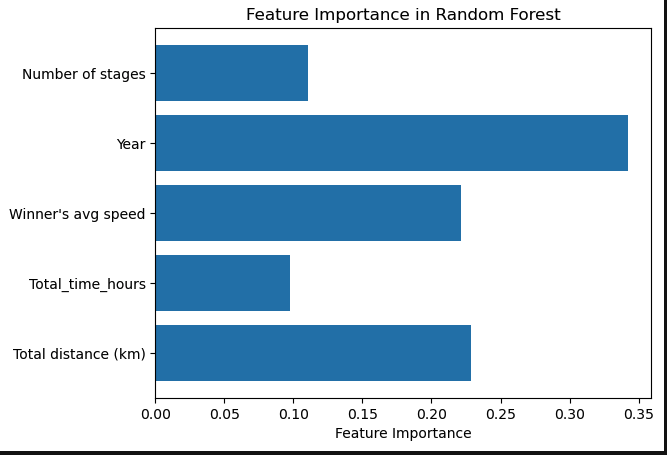 Feature Importance in Random Forest
Number of stages
Year
Winner's avg speed
Total_time_hours
Total distance (km)
0.00 0.05 0.10 0.15 0.20 0.25 0.30 0.35
Feature Importance